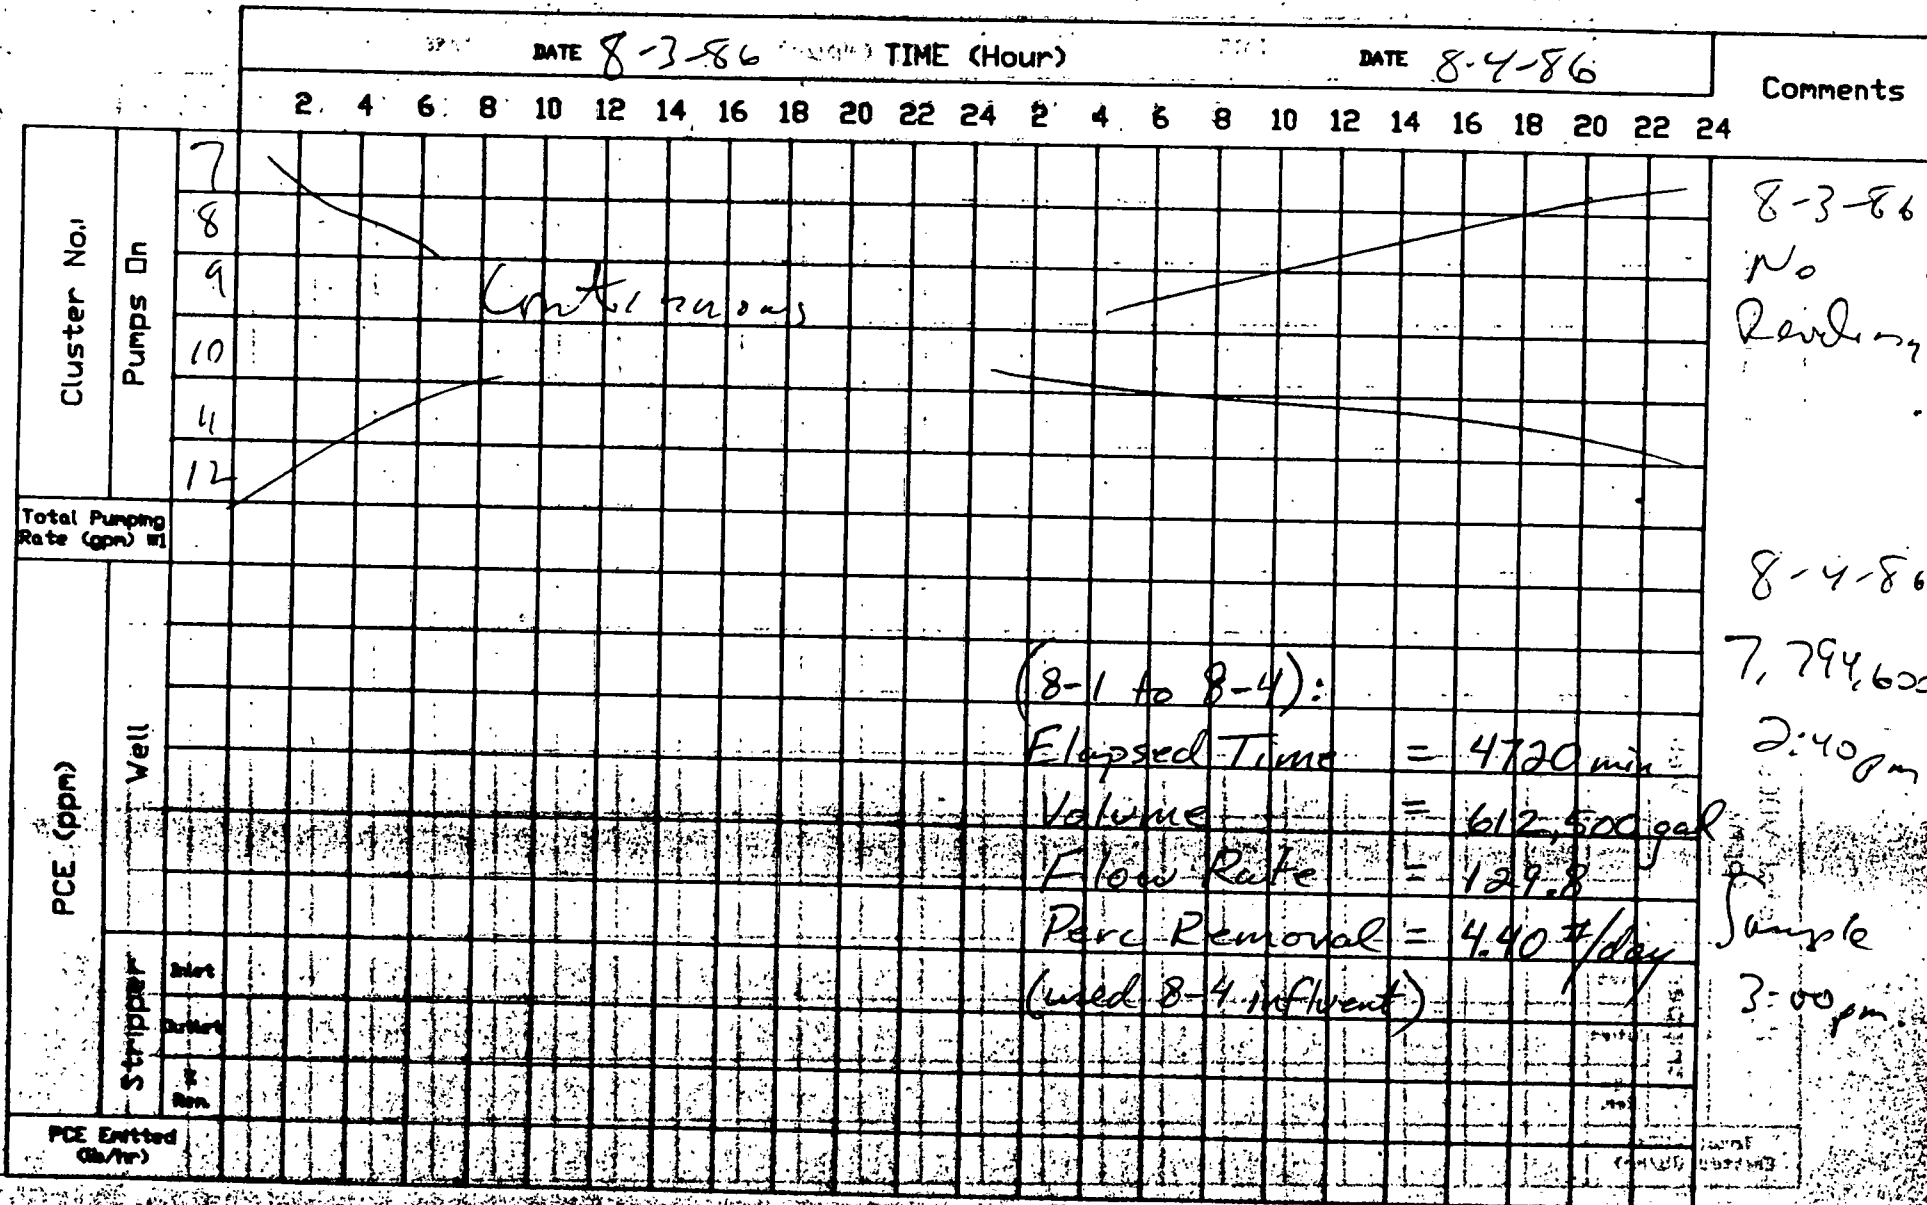 DATE 8-3-86 TIME (Hour) DATE 8-4-86
Comments
2 4 6 8 10 12 14 16 18 20 22 24 2 4 6 8 10 12 14 16 18 20 22 24
Cluster No.
Pumps On
7
8
9
10
11
12
Continuous
8-3-86
No
Reading
Total Pumping
Rate (gpm)
8-4-86
7,794,600
2:40 pm
Sample
3:00 pm.
PCE (ppm)
Well
(8-1 to 8-4):
Elapsed Time = 4720 min
Volume = 612,500 gal
Flow Rate = 129.8
Perc Removal = 4.40 #/day
(used 8-4 influent)
Stripper
Inlet
Outlet
%
Rem.
PCE Emitted
(lb/hr)